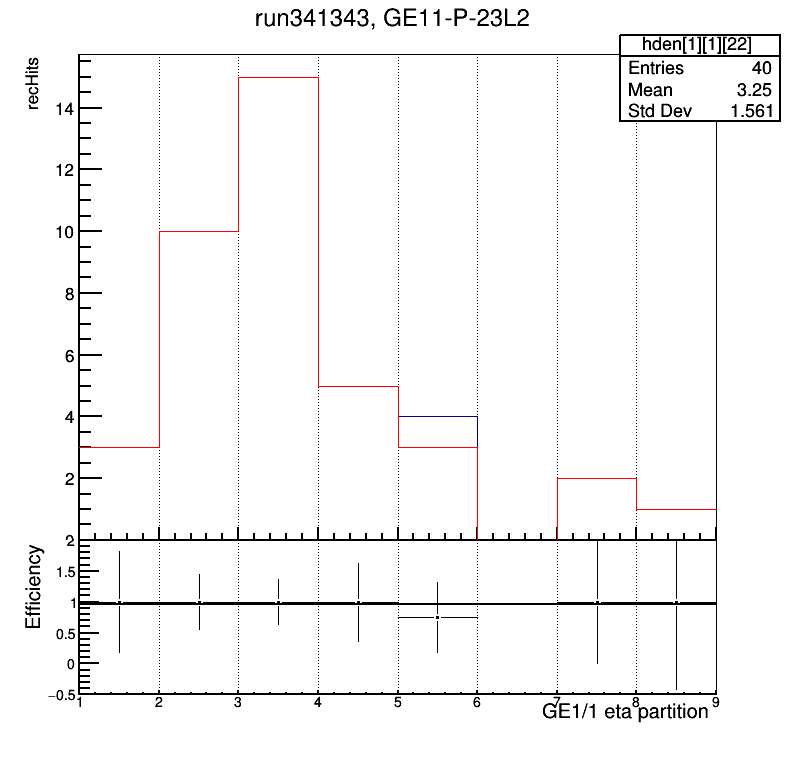 run341343, GE11-P-23L2
hden[1][1][22]
Entries 40
Mean 3.25
Std Dev 1.561
recHits
14
12
10
8
6
4
2
2
1.5
1
0.5
0
−0.5
Efficiency
1 2 3 4 5 6 7 8 9
GE1/1 eta partition